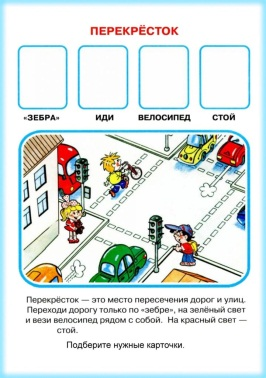 ПЕРЕКРЁСТОК
«ЗЕБРА» ИДИ ВЕЛОСИПЕД СТОЙ
Перекрёсток — это место пересечения дорог и улиц.
Переходи дорогу только по «зебре», на зелёный свет
и вези велосипед рядом с собой. На красный свет —
стой.
Подберите нужные карточки.